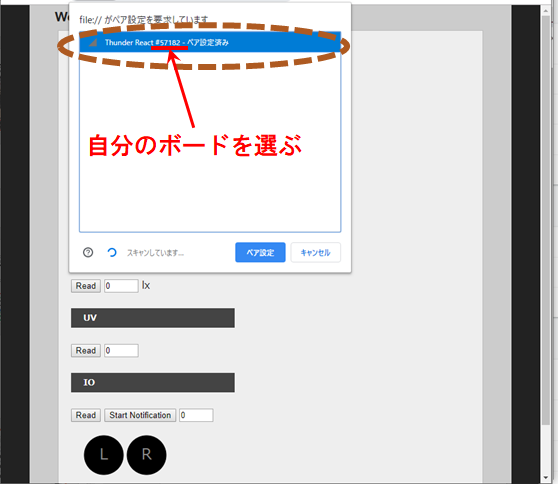 We
file:// がペア設定を要求しています
Thunder React #57182 - ペア設定済み
自分のボードを選ぶ
スキャンしています...
ペア設定
キャンセル
Read 0 lx
UV
Read 0
IO
Read Start Notification 0
L R